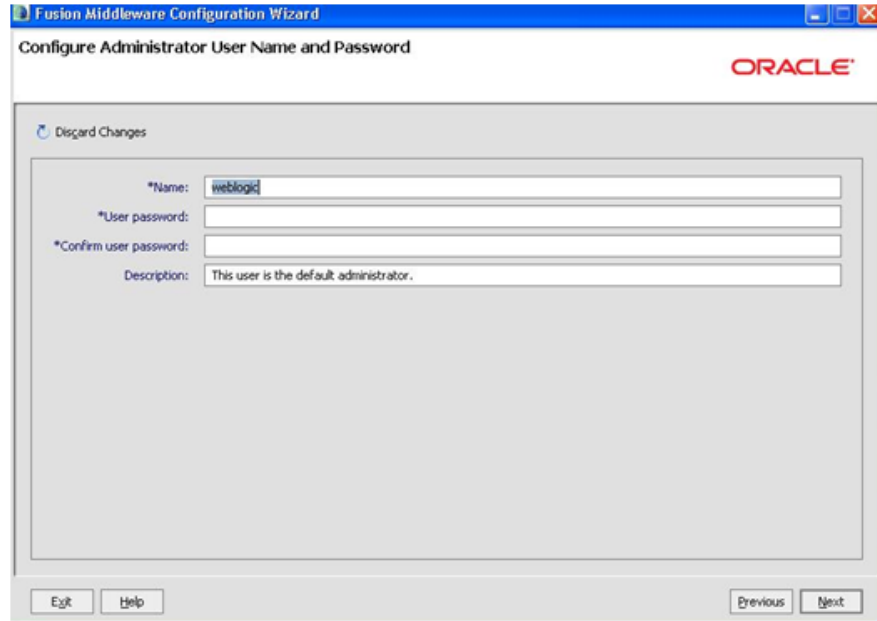 Fusion Middleware Configuration Wizard
Configure Administrator User Name and Password
ORACLE
Discard Changes
*Name: weblogic
*User password:
*Confirm user password:
Description: This user is the default administrator.
Exit Help Previous Next